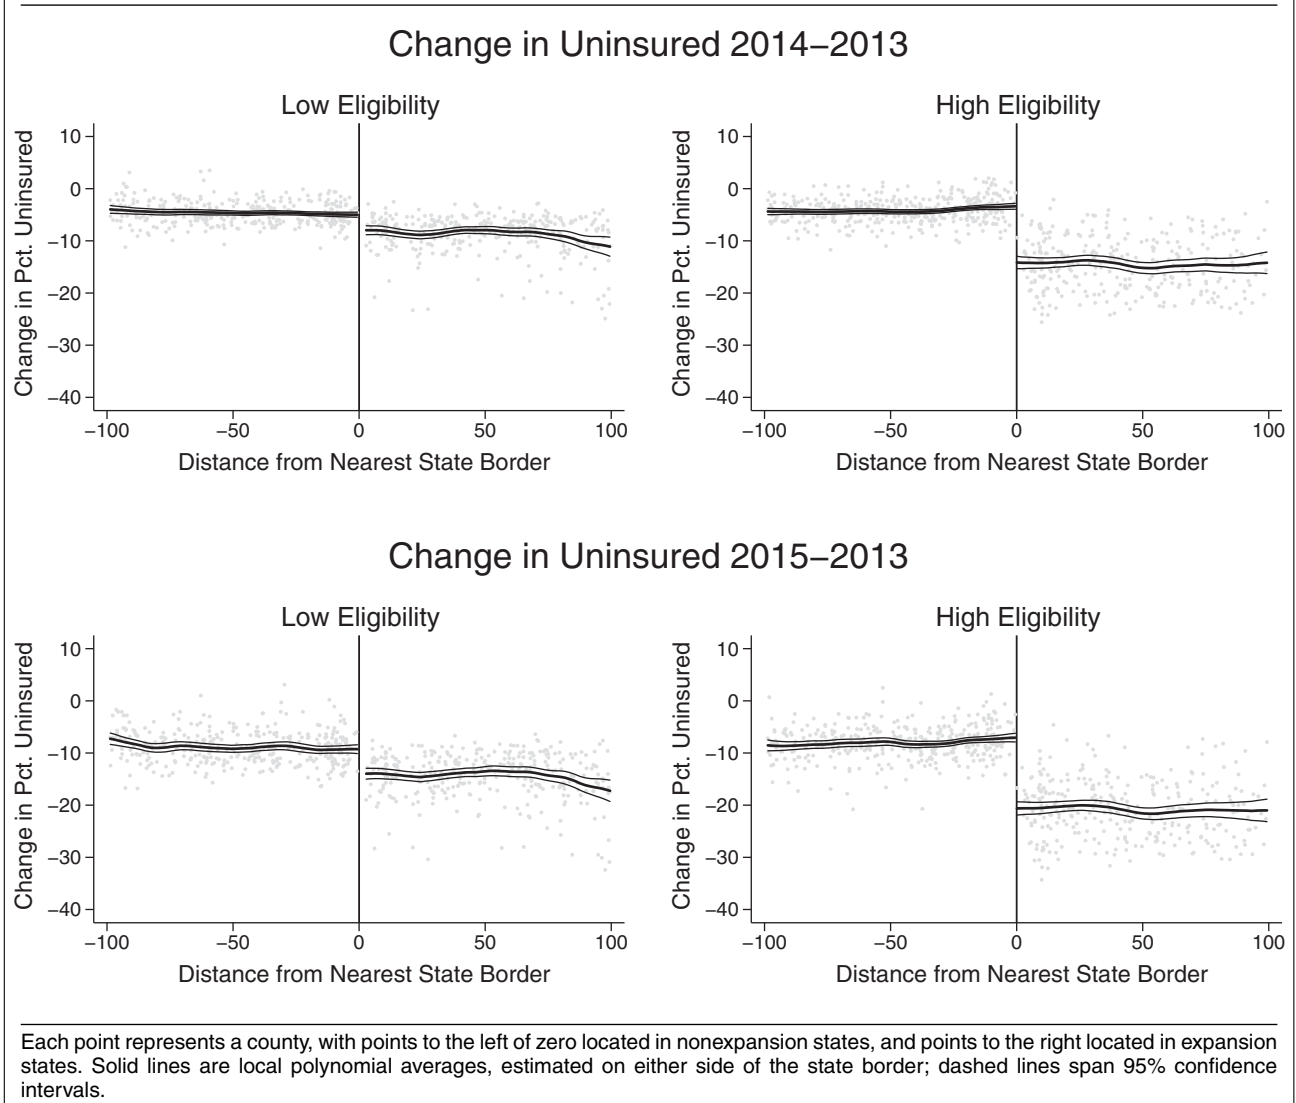 Change in Uninsured 2014−2013
Low Eligibility
Change in Pct. Uninsured
10
0
−10
−20
−30
−40
−100
−50
0
50
100
Distance from Nearest State Border
High Eligibility
Change in Pct. Uninsured
10
0
−10
−20
−30
−40
−100
−50
0
50
100
Distance from Nearest State Border
Change in Uninsured 2015−2013
Low Eligibility
Change in Pct. Uninsured
10
0
−10
−20
−30
−40
−100
−50
0
50
100
Distance from Nearest State Border
High Eligibility
Change in Pct. Uninsured
10
0
−10
−20
−30
−40
−100
−50
0
50
100
Distance from Nearest State Border
Each point represents a county, with points to the left of zero located in nonexpansion states, and points to the right located in expansion
states. Solid lines are local polynomial averages, estimated on either side of the state border; dashed lines span 95% confidence
intervals.